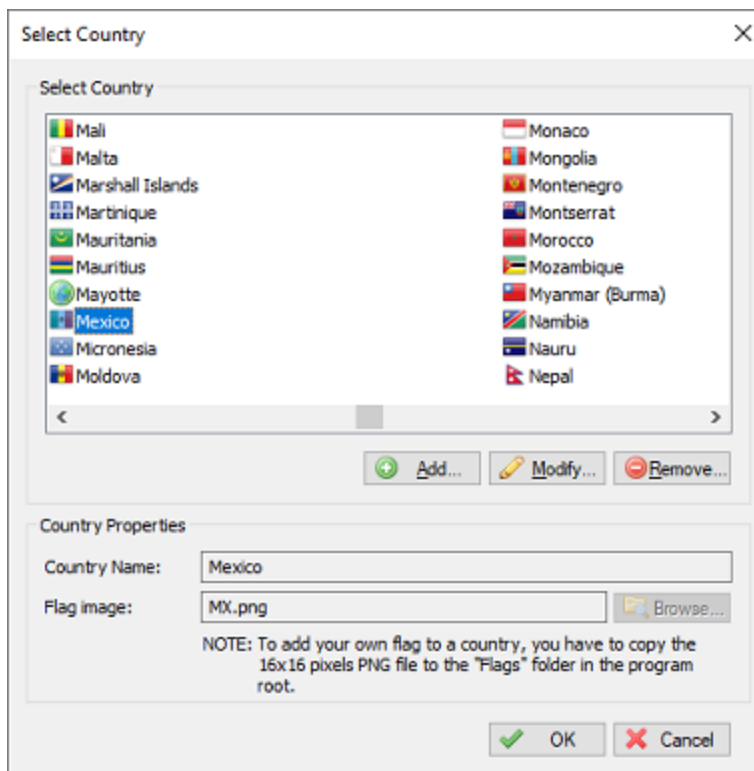 Select Country
Select Country
Mali
Malta
Marshall Islands
Martinique
Mauritania
Mauritius
Mayotte
Mexico
Micronesia
Moldova
Monaco
Mongolia
Montenegro
Montserrat
Morocco
Mozambique
Myanmar (Burma)
Namibia
Nauru
Nepal
Add...
Modify...
Remove...
Country Properties
Country Name: Mexico
Flag image: MX.png
Browse...
NOTE: To add your own flag to a country, you have to copy the
16x16 pixels PNG file to the "Flags" folder in the program
root.
OK
Cancel